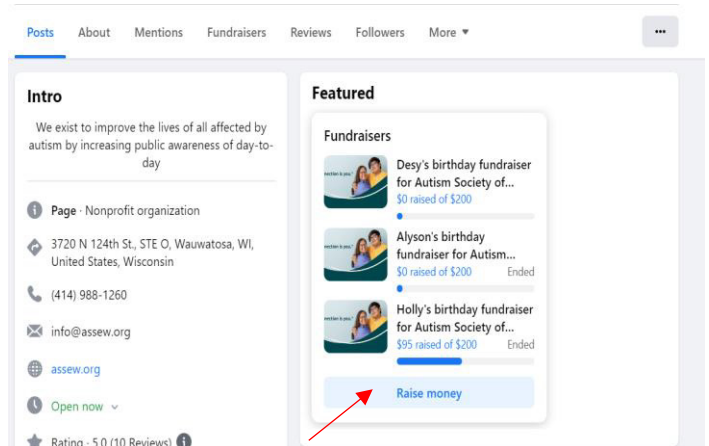 Posts About Mentions Fundraisers Reviews Followers More
Intro
We exist to improve the lives of all affected by
autism by increasing public awareness of day-to-
day
Page · Nonprofit organization
3720 N 124th St., STE O, Wauwatosa, WI,
United States, Wisconsin
(414) 988-1260
info@assew.org
assew.org
Open now
Rating · 5.0 (10 Reviews)
Featured
Fundraisers
Desy's birthday fundraiser
for Autism Society of...
$0 raised of $200
Alyson's birthday
fundraiser for Autism...
$0 raised of $200 Ended
Holly's birthday fundraiser
for Autism Society of...
$95 raised of $200 Ended
Raise money